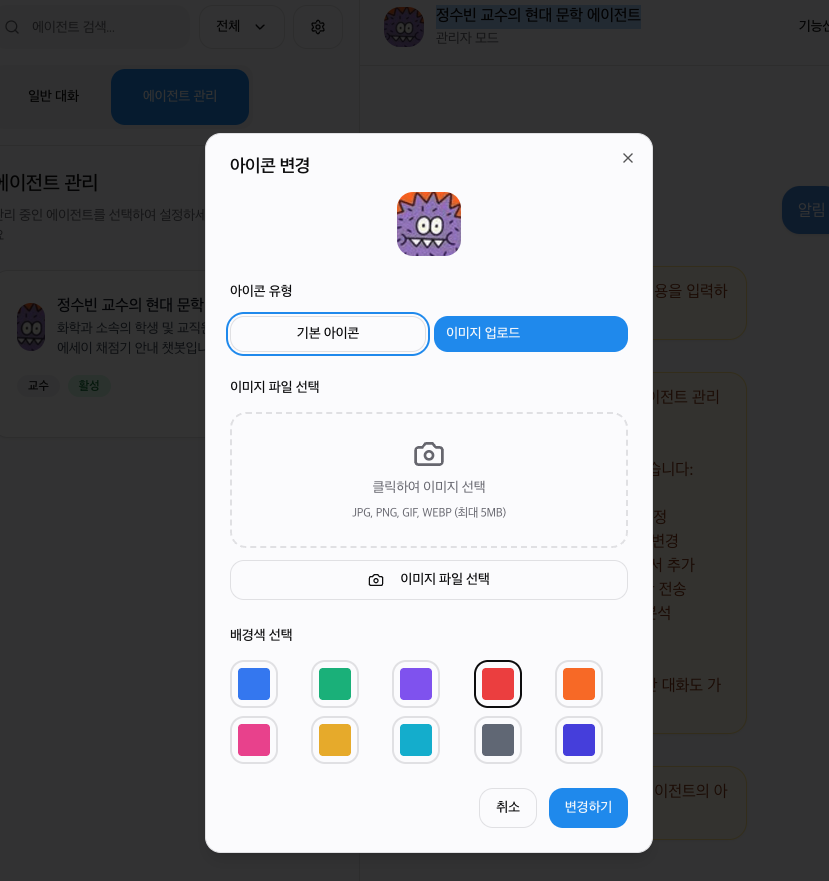 에이전트 검색...
전체
정수빈 교수의 현대 문학 에이전트
관리자 모드
기능
일반 대화
에이전트 관리
에이전트 관리
관리 중인 에이전트를 선택하여 설정하세
요
알림
용을 입력하
정수빈 교수의 현대 문학
화학과 소속의 학생 및 교직
에세이 채점기 안내 챗봇입니
교수
활성
이전트 관리
습니다:
정
변경
서 추가
전송
분석
대화도 가
이전트의 아
아이콘 변경
아이콘 유형
기본 아이콘
이미지 업로드
이미지 파일 선택
클릭하여 이미지 선택
JPG, PNG, GIF, WEBP (최대 5MB)
이미지 파일 선택
배경색 선택
취소
변경하기